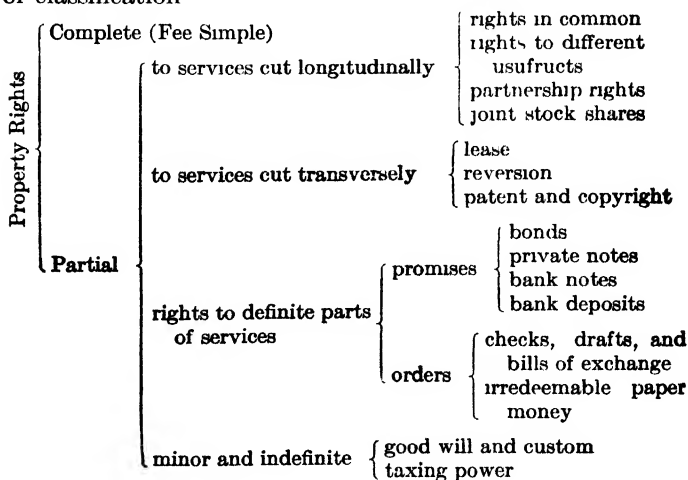 of classification
Property Rights
Complete (Fee Simple)
Partial
to services cut longitudinally
rights in common
rights to different
usufructs
partnership rights
joint stock shares
to services cut transversely
lease
reversion
patent and copyright
rights to definite parts
of services
promises
bonds
private notes
bank notes
bank deposits
orders
checks, drafts, and
bills of exchange
irredeemable paper
money
minor and indefinite
good will and custom
taxing power